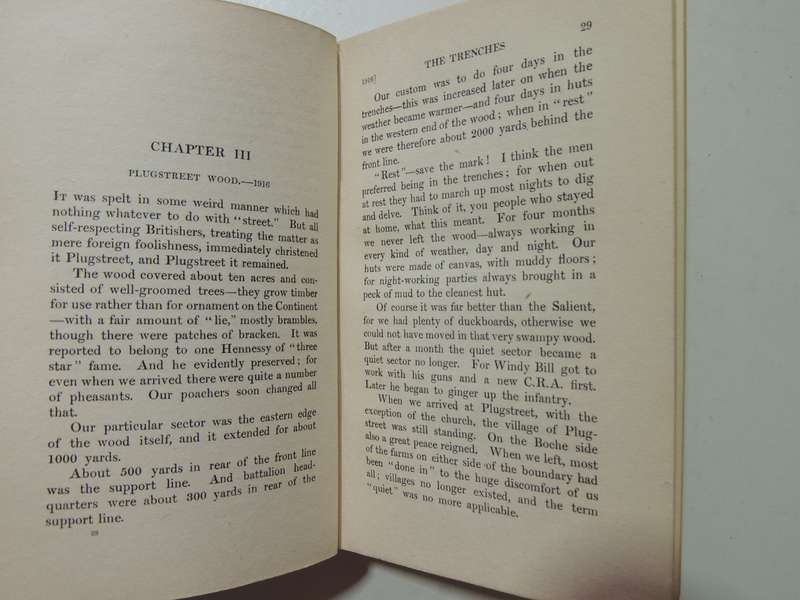 CHAPTER III
PLUGSTREET WOOD,—1916
IT was spelt in some weird manner which had
nothing whatever to do with "street." But all
self-respecting Britishers, treating the matter as
mere foreign foolishness, immediately christened
it Plugstreet, and Plugstreet it remained.
The wood covered about ten acres and con-
sisted of well-groomed trees—they grow timber
for use rather than for ornament on the Continent
—with a fair amount of "lie," mostly brambles,
though there were patches of bracken. It was
reported to belong to one Hennessy of "three
star" fame. And he evidently preserved; for
even when we arrived there were quite a number
of pheasants. Our poachers soon changed all
that.
Our particular sector was the eastern edge
of the wood itself, and it extended for about
1000 yards.
About 500 yards in rear of the front line
was the support line. And battalion head-
quarters were about 300 yards in rear of the
support line.
29
1916]
THE TRENCHES
Our custom was to do four days in the
trenches—this was increased later on when the
weather became warmer—and four days in huts
in the western end of the wood; when in "rest"
we were therefore about 2000 yards behind the
front line.
"Rest"—save the mark! I think the men
preferred being in the trenches; for when out
at rest they had to march up most nights to dig
and delve. Think of it, you people who stayed
at home, what this meant. For four months
we never left the wood—always working in
every kind of weather, day and night. Our
huts were made of canvas, with muddy floors;
for night-working parties always brought in a
peck of mud to the cleanest hut.
Of course it was far better than the Salient,
for we had plenty of duckboards, otherwise we
could not have moved in that very swampy wood.
But after a month the quiet sector became a
quiet sector no longer. For Windy Bill got to
work with his guns and a new C.R.A. first.
Later he began to ginger up the infantry.
When we arrived at Plugstreet, with the
exception of the church, the village of Plug-
street was still standing. On the Boche side
also a great peace reigned. When we left, most
of the farms on either side of the boundary had
been "done in" to the huge discomfort of us
all; villages no longer existed, and the term
"quiet" was no more applicable.